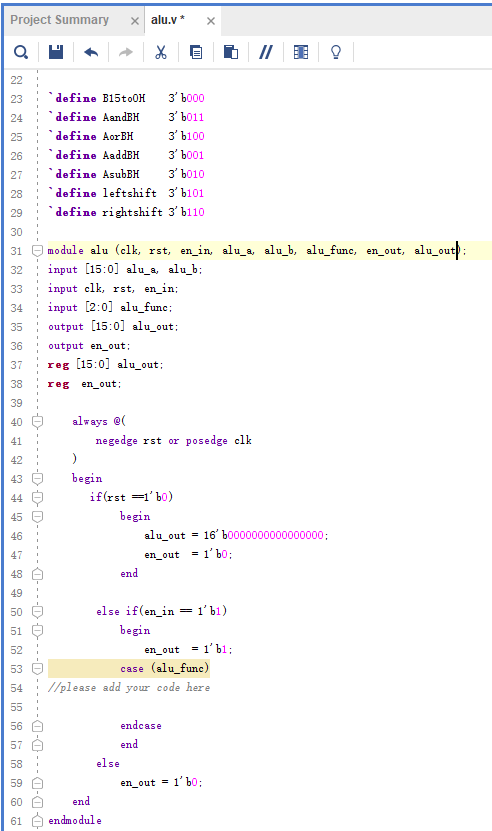 Project Summary × alu.v * ×
22
23 `define B15to0H 3'b000
24 `define AandBH 3'b011
25 `define AorBH 3'b100
26 `define AaddBH 3'b001
27 `define AsubBH 3'b010
28 `define leftshift 3'b101
29 `define rightshift 3'b110
30
31 module alu (clk, rst, en_in, alu_a, alu_b, alu_func, en_out, alu_out);
32 input [15:0] alu_a, alu_b;
33 input clk, rst, en_in;
34 input [2:0] alu_func;
35 output [15:0] alu_out;
36 output en_out;
37 reg [15:0] alu_out;
38 reg en_out;
39
40 always @(
41 negedge rst or posedge clk
42 )
43 begin
44 if(rst ==1'b0)
45 begin
46 alu_out = 16'b0000000000000000;
47 en_out = 1'b0;
48 end
49
50 else if(en_in == 1'b1)
51 begin
52 en_out = 1'b1;
53 case (alu_func)
54 //please add your code here
55
56 endcase
57 end
58 else
59 en_out = 1'b0;
60 end
61 endmodule